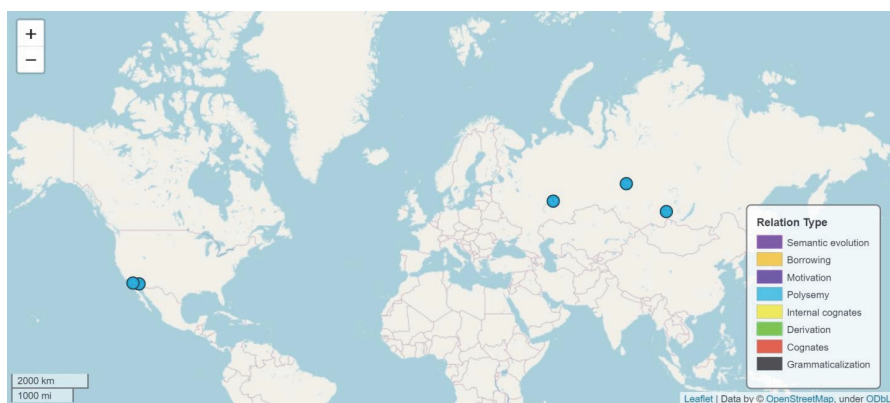 +
−
Relation Type
Semantic evolution
Borrowing
Motivation
Polysemy
Internal cognates
Derivation
Cognates
Grammaticalization
2000 km
1000 mi
Leaflet | Data by © OpenStreetMap, under ODbL